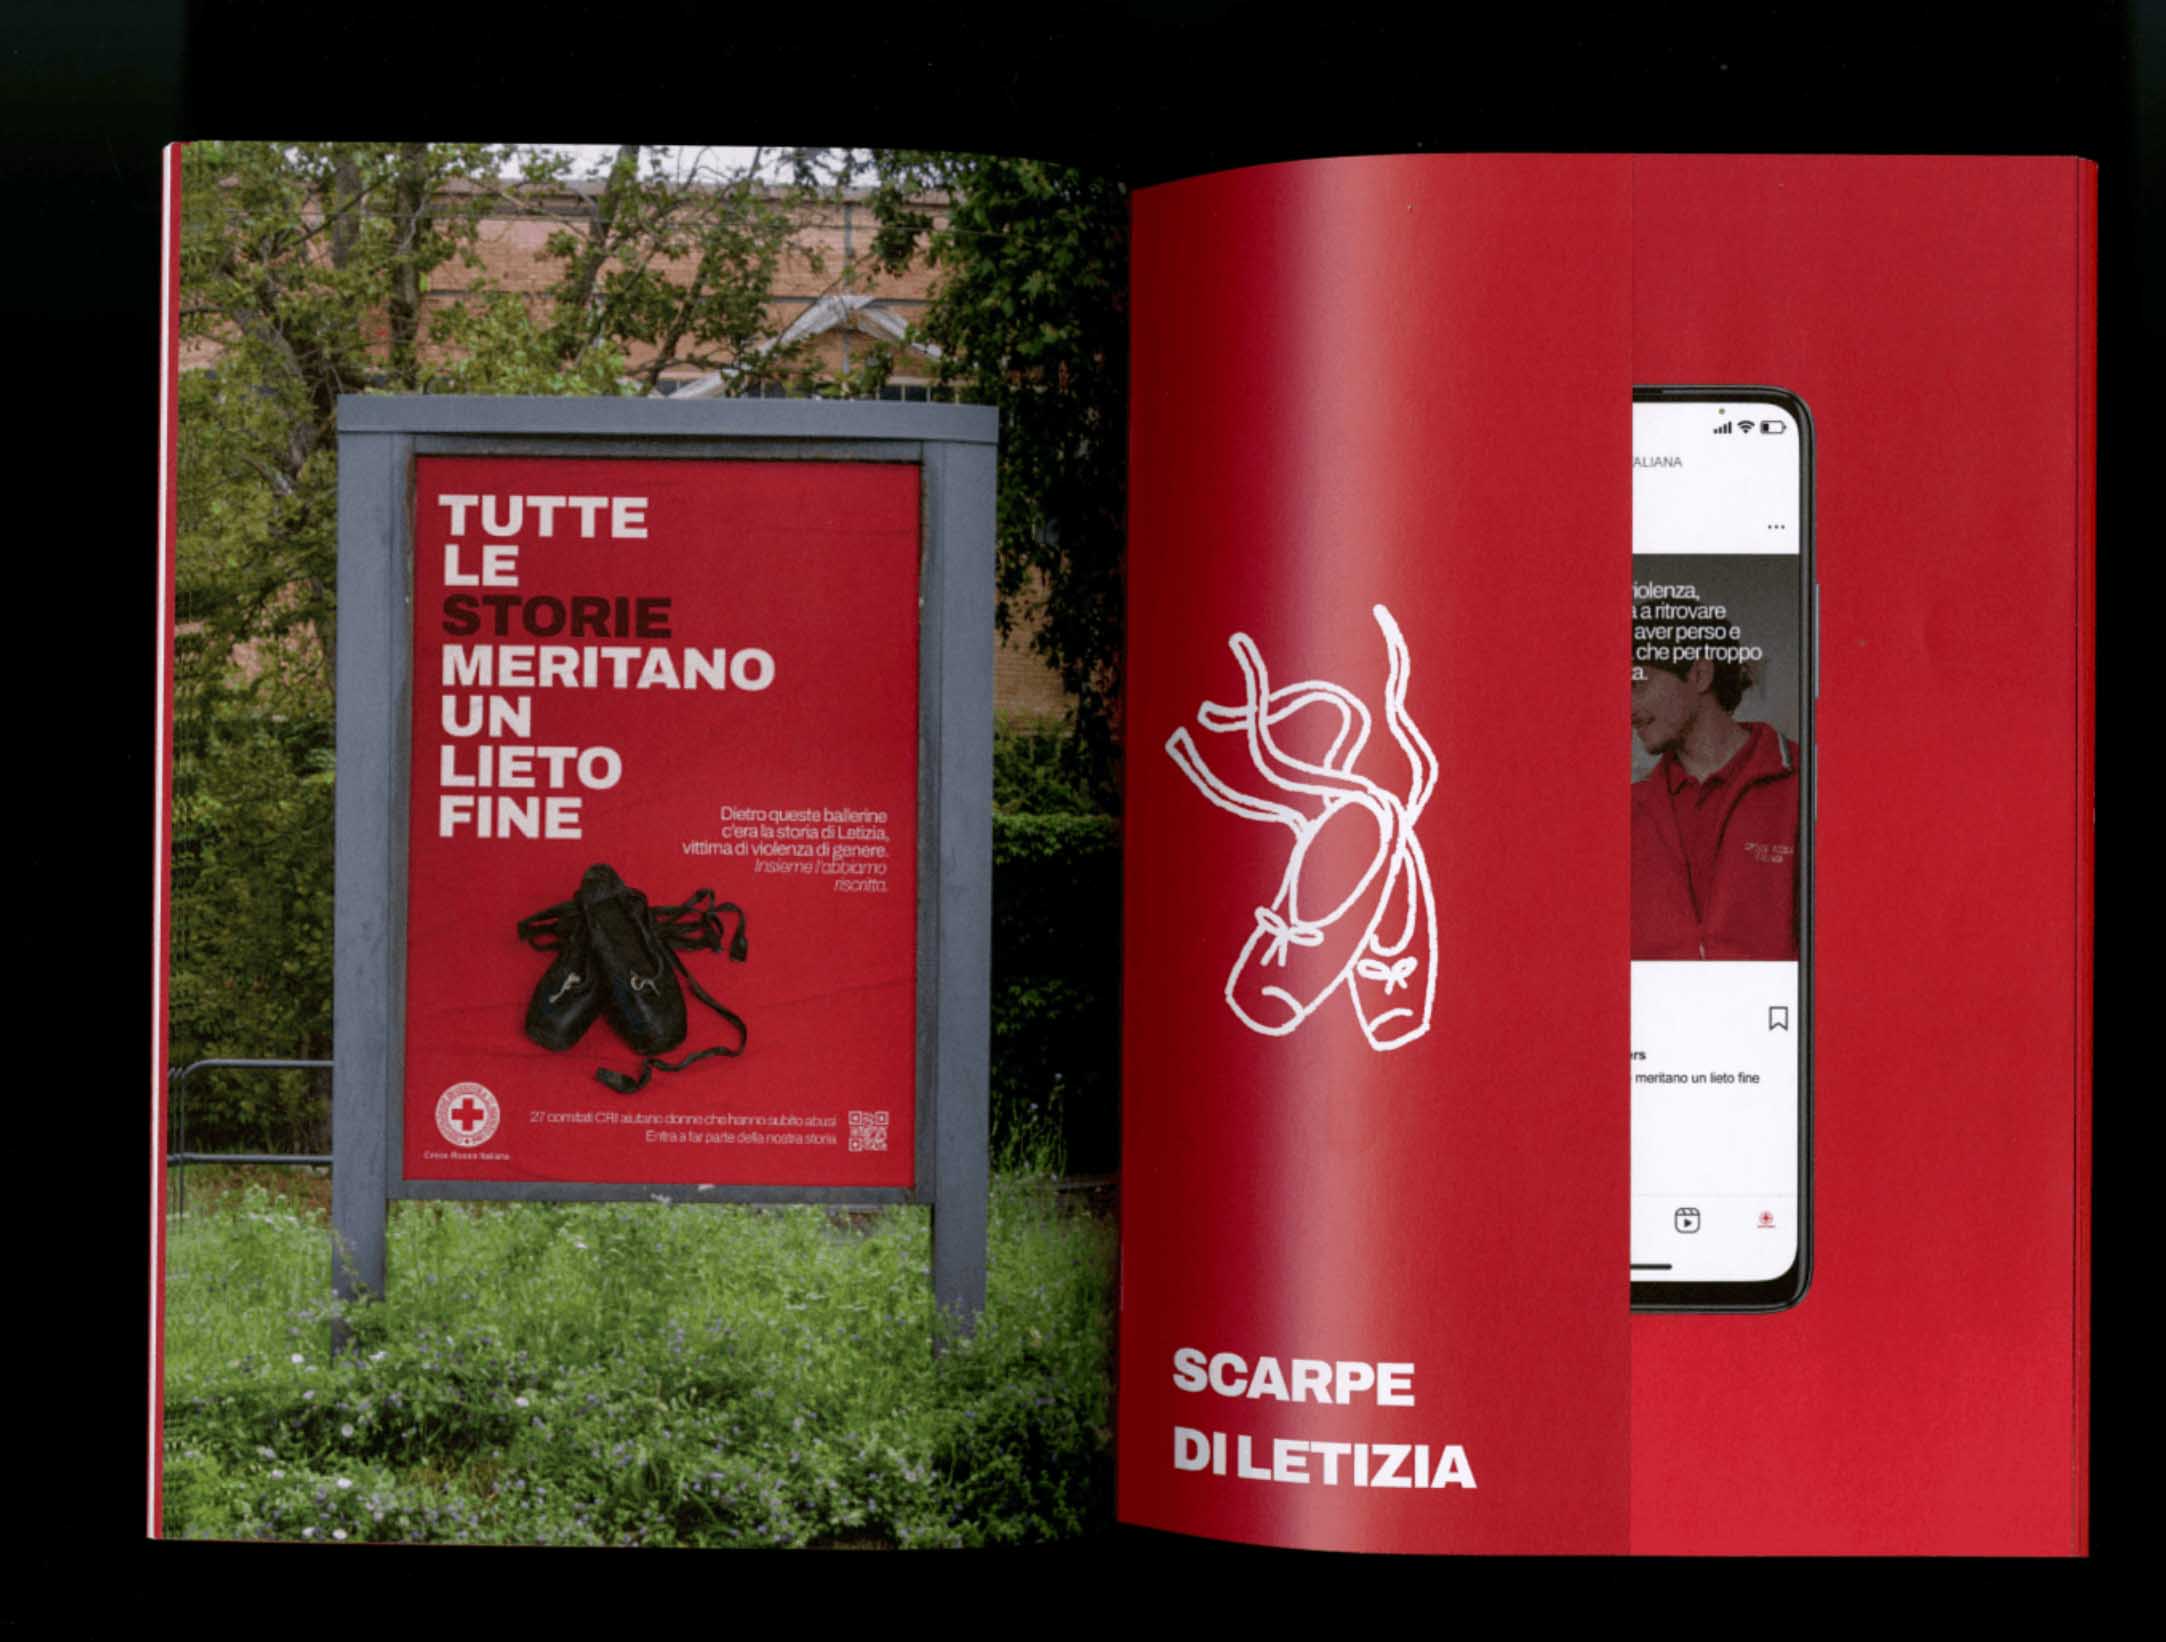 TUTTE
LE
STORIE
MERITANO
UN
LIETO
FINE
Dietro queste ballerine
c'era la storia di Letizia,
vittima di violenza di genere.
Insieme l'abbiamo
riscritta.
27 comitati CRI aiutano donne che hanno subito abusi
Entra a far parte della nostra storia
Croce Rossa Italiana
SCARPE
DI LETIZIA
ALIANA
iolenza,
a a ritrovare
aver perso e
che per troppo
a.
ers
meritano un lieto fine